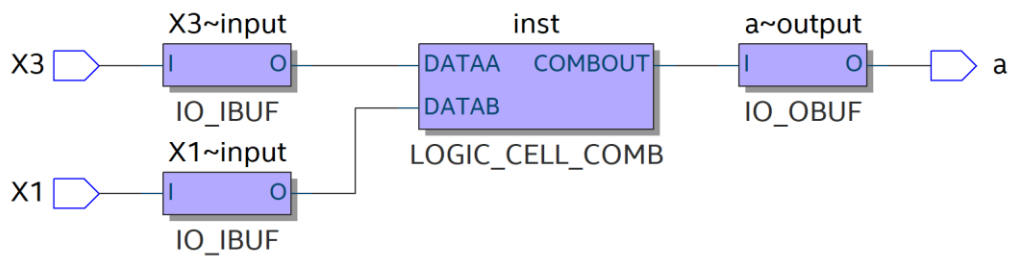 X3~input
inst
a~output
X3
I
O
DATAA
COMBOUT
I
O
a
IO_IBUF
DATAB
IO_OBUF
X1~input
LOGIC_CELL_COMB
X1
I
O
IO_IBUF